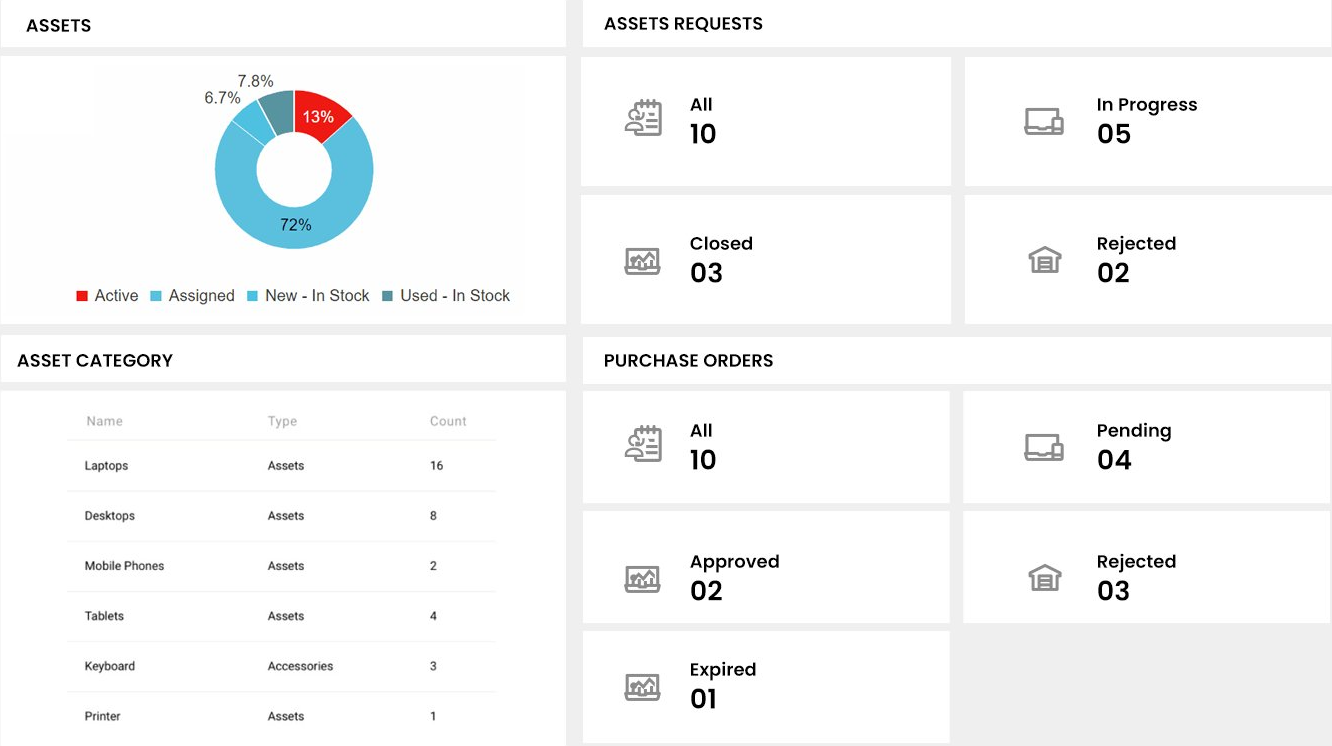 ASSETS
7.8%
6.7%
13%
72%
Active Assigned New - In Stock Used - In Stock
ASSETS REQUESTS
All
10
In Progress
05
Closed
03
Rejected
02
ASSET CATEGORY
Name Type Count
Laptops Assets 16
Desktops Assets 8
Mobile Phones Assets 2
Tablets Assets 4
Keyboard Accessories 3
Printer Assets 1
PURCHASE ORDERS
All
10
Pending
04
Approved
02
Rejected
03
Expired
01